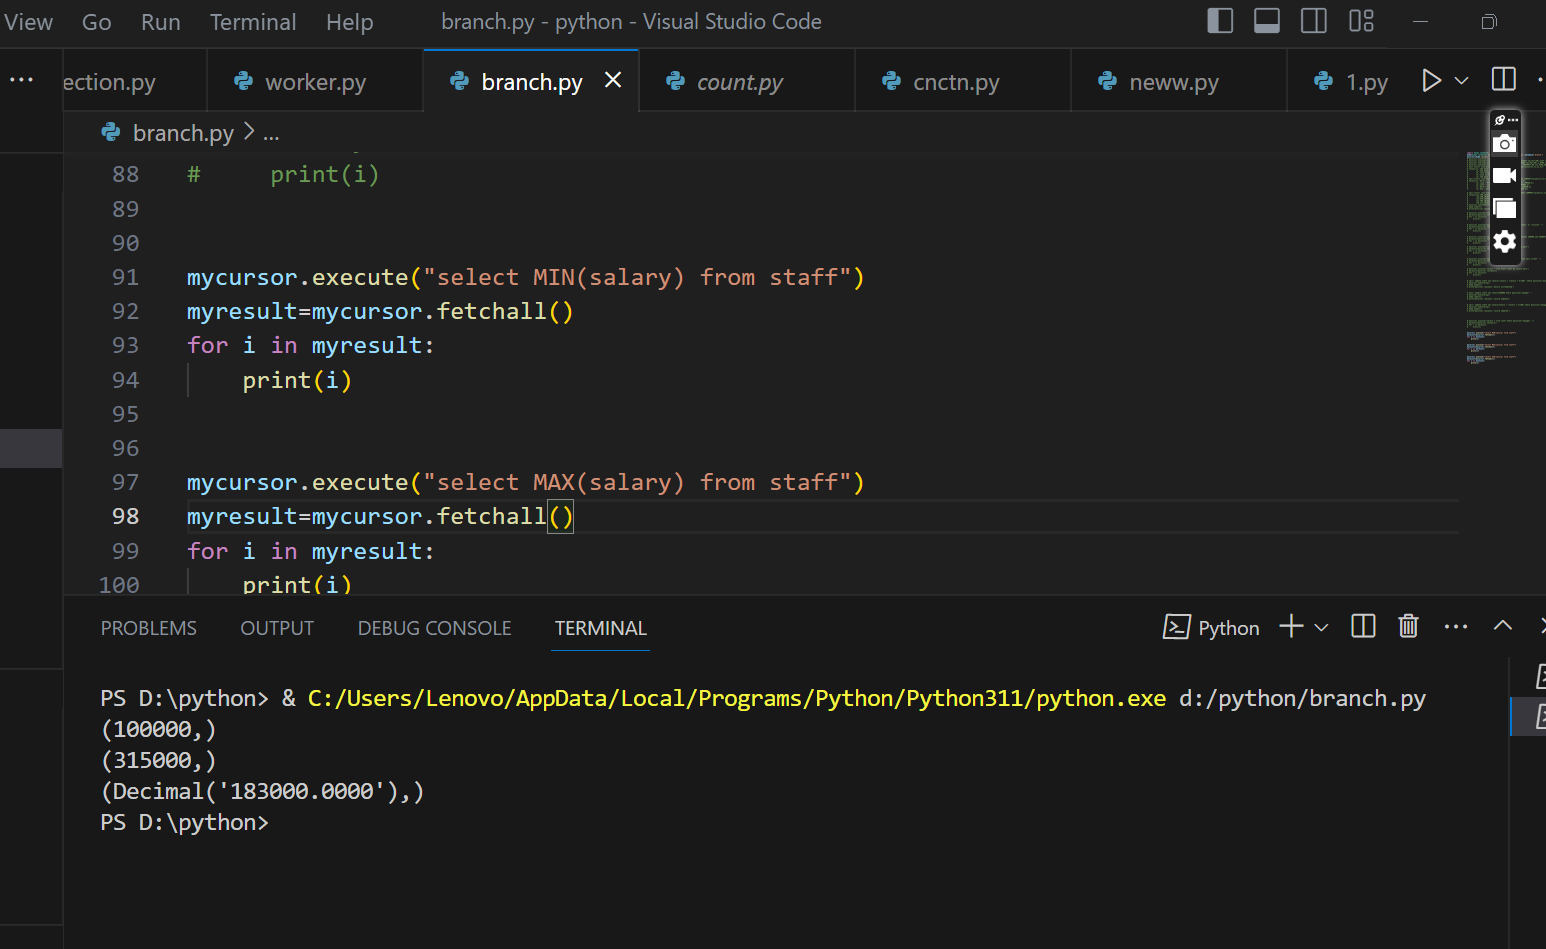 View Go Run Terminal Help branch.py - python - Visual Studio Code
ection.py worker.py branch.py count.py cnctn.py neww.py 1.py
branch.py > ...
88 # print(i)
89
90
91 mycursor.execute("select MIN(salary) from staff")
92 myresult=mycursor.fetchall()
93 for i in myresult:
94 print(i)
95
96
97 mycursor.execute("select MAX(salary) from staff")
98 myresult=mycursor.fetchall()
99 for i in myresult:
100 print(i)
PROBLEMS OUTPUT DEBUG CONSOLE TERMINAL Python
PS D:\python> & C:/Users/Lenovo/AppData/Local/Programs/Python/Python311/python.exe d:/python/branch.py
(100000,)
(315000,)
(Decimal('183000.0000'),)
PS D:\python>